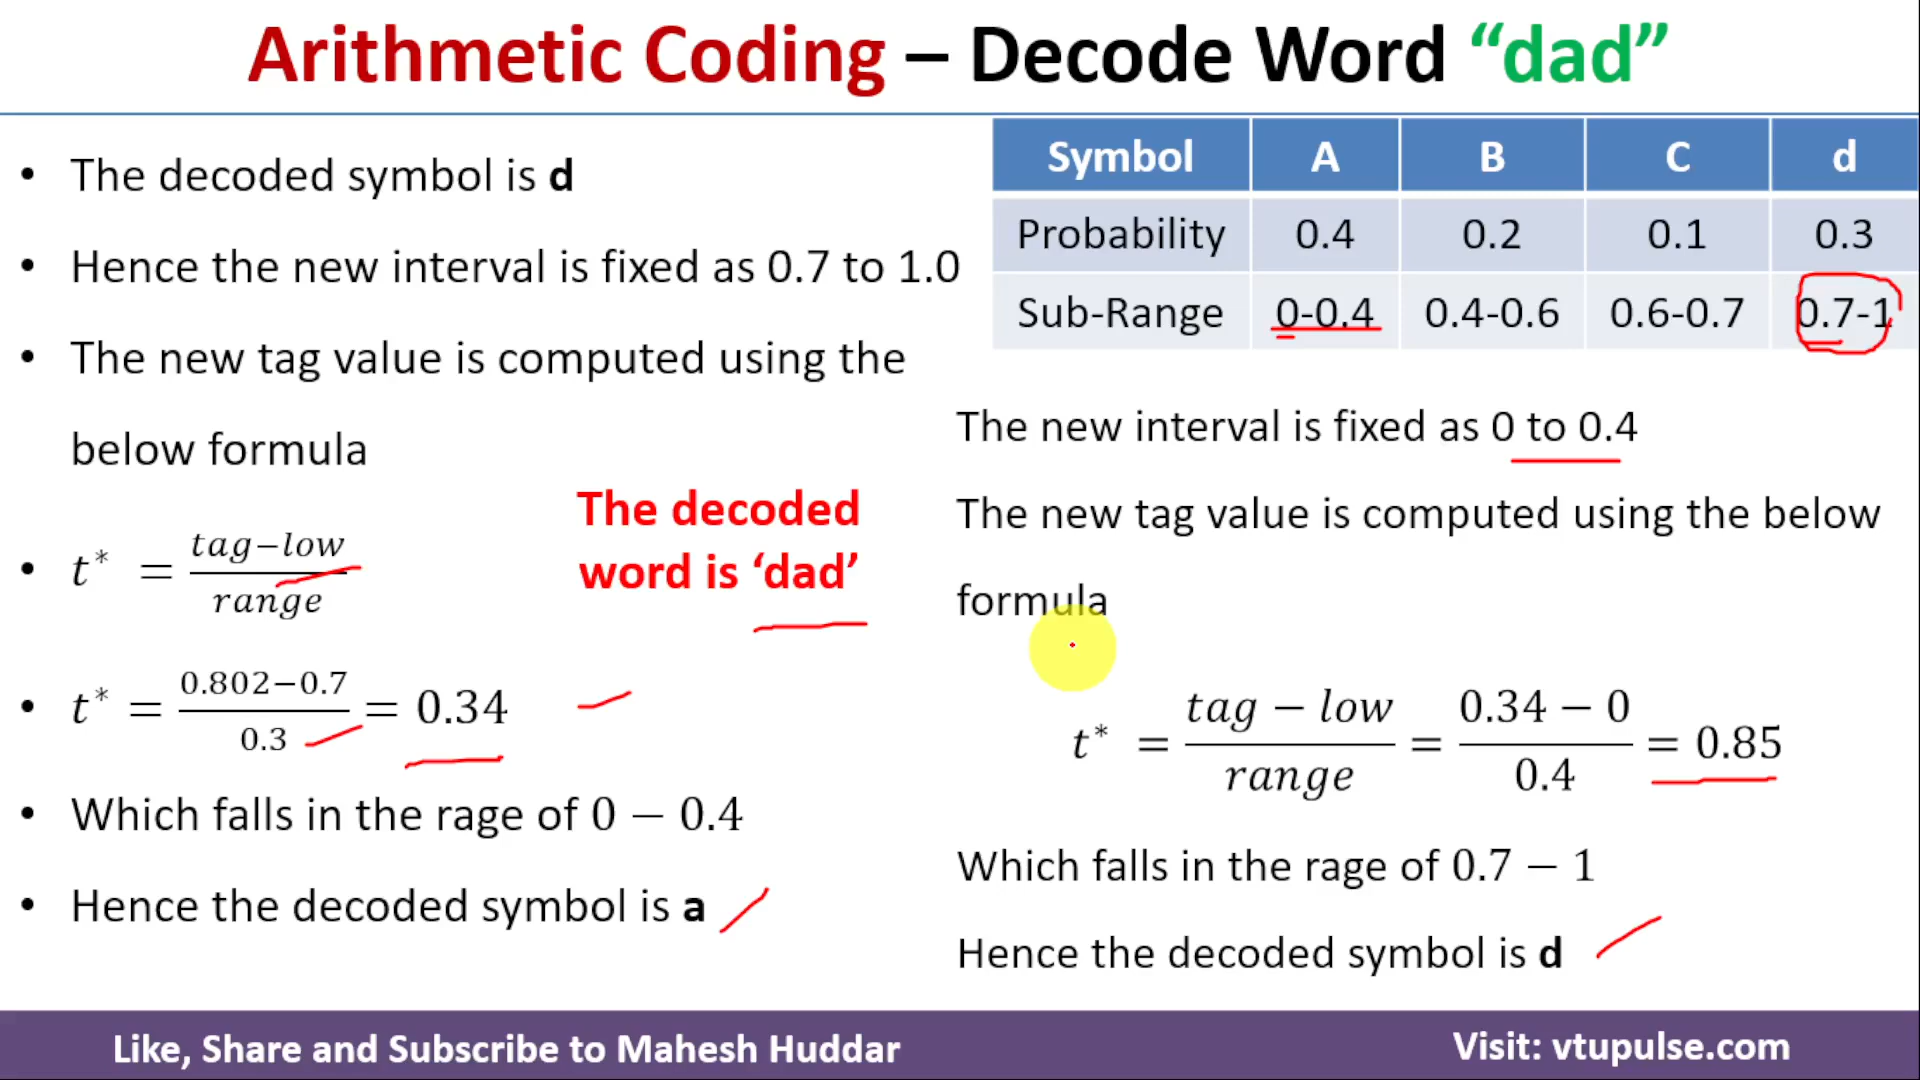 Arithmetic Coding – Decode Word “dad”
• The decoded symbol is d
• Hence the new interval is fixed as 0.7 to 1.0
• The new tag value is computed using the
below formula
• t* = (tag−low)/range
• t* = (0.802−0.7)/0.3 = 0.34
• Which falls in the rage of 0 − 0.4
• Hence the decoded symbol is a
The decoded
word is ‘dad’
Symbol A B C d
Probability 0.4 0.2 0.1 0.3
Sub-Range 0-0.4 0.4-0.6 0.6-0.7 0.7-1
The new interval is fixed as 0 to 0.4
The new tag value is computed using the below
formula
t* = (tag − low)/range = (0.34 − 0)/0.4 = 0.85
Which falls in the rage of 0.7 − 1
Hence the decoded symbol is d
Like, Share and Subscribe to Mahesh Huddar
Visit: vtupulse.com